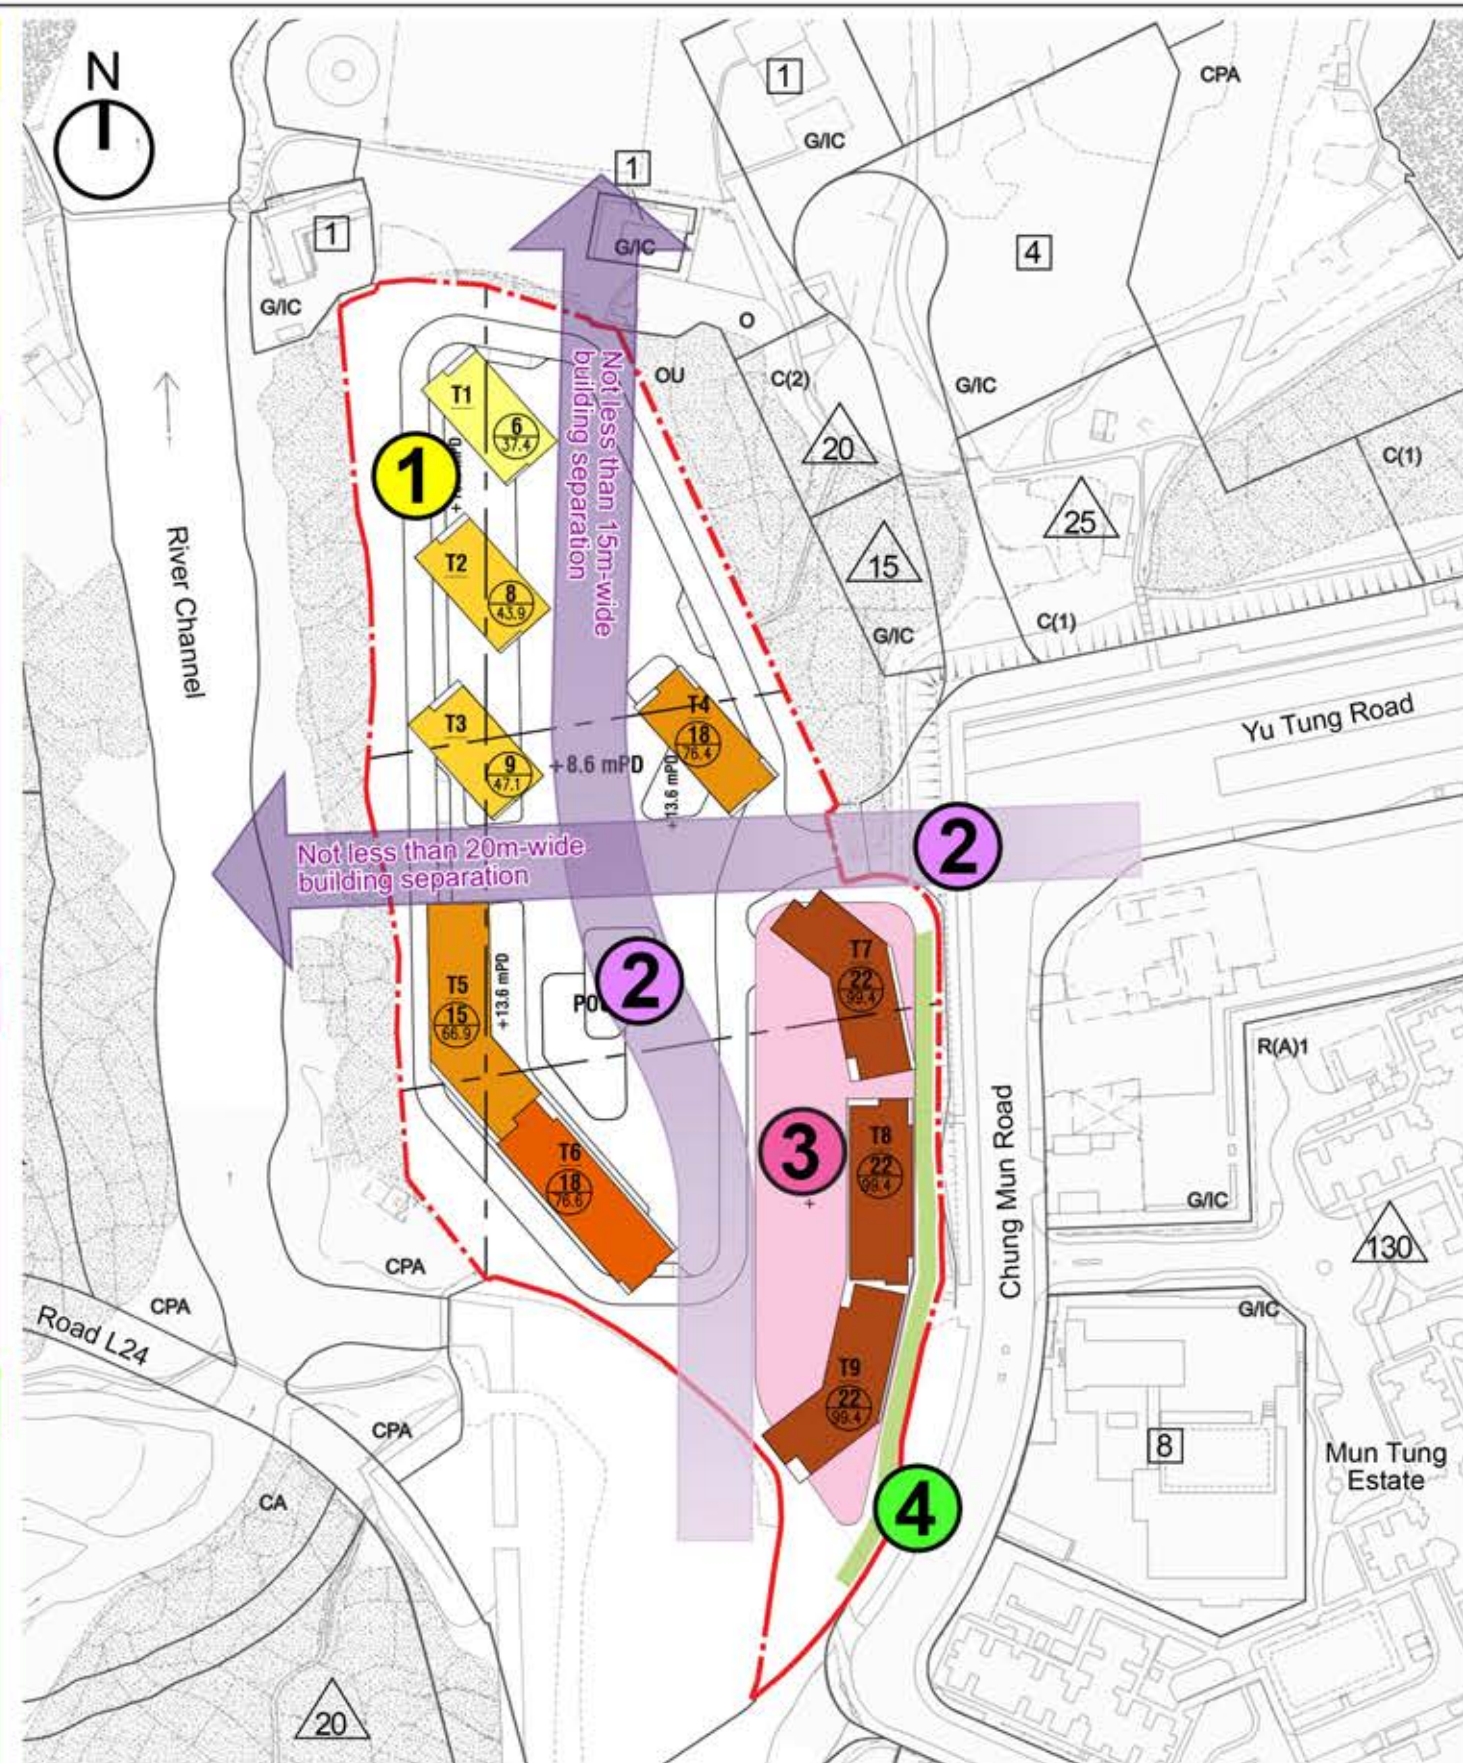 N
1
CPA
G/IC
1
1
G/IC
4
G/IC
O
OU
C(2)
G/IC
C(1)
20
25
15
G/IC
C(1)
T1
6
37.4
1
Not less than 15m-wide
building separation
River Channel
T2
8
43.9
T3
9
47.1
T4
18
76.4
+8.6 mPD
+13.6 mPD
Yu Tung Road
2
Not less than 20m-wide
building separation
T5
15
66.9
+13.6 mPD
2
T7
22
99.4
R(A)1
Chung Mun Road
3
T8
22
99.4
T6
18
76.6
G/IC
130
CPA
CPA
Road L24
G/IC
T9
22
99.4
CPA
8
Mun Tung
Estate
CA
4
20